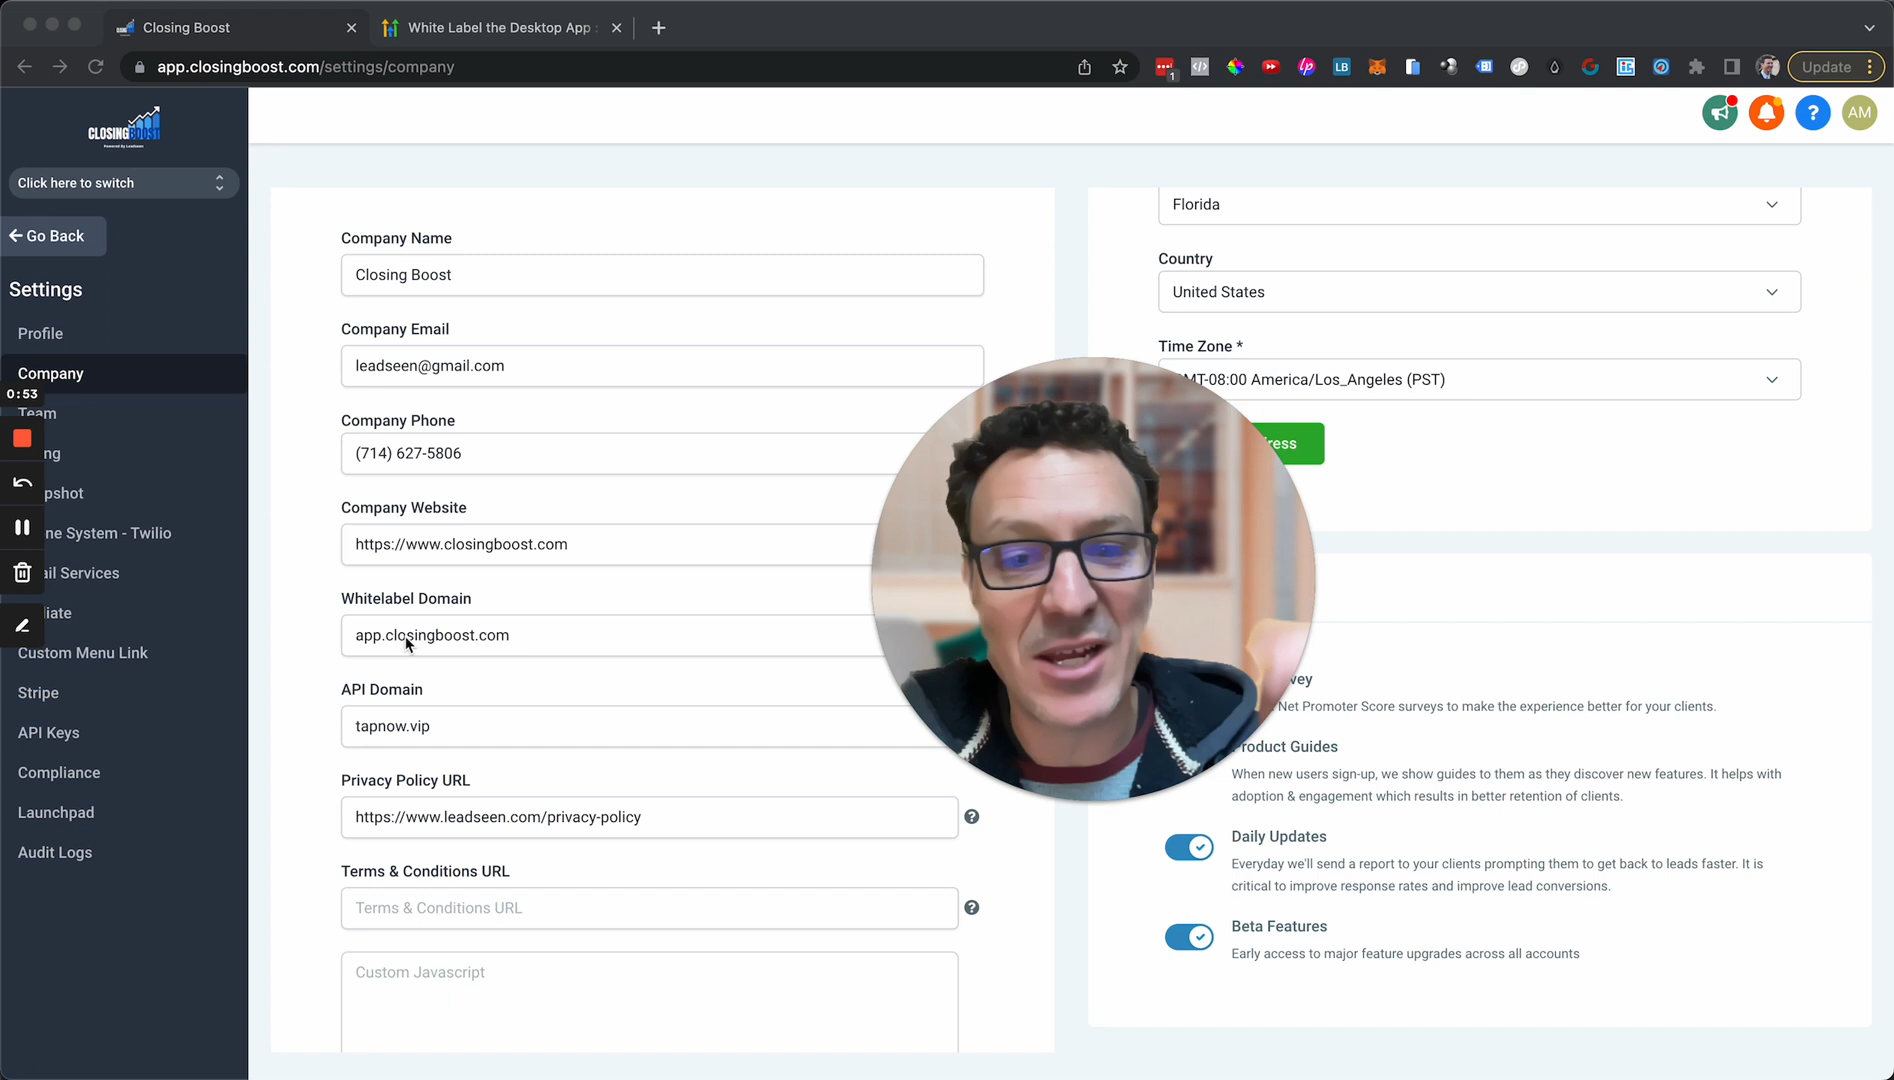 Closing Boost
White Label the Desktop App
app.closingboost.com/settings/company
1
LB
Update
CLOSINGBOOST
Powered By Leadseen
?
AM
Click here to switch
Go Back
Settings
Profile
Company
0:53
Team
ng
pshot
ne System - Twilio
ail Services
iate
Custom Menu Link
Stripe
API Keys
Compliance
Launchpad
Audit Logs
Company Name
Closing Boost
Company Email
leadseen@gmail.com
Company Phone
(714) 627-5806
Company Website
https://www.closingboost.com
Whitelabel Domain
app.closingboost.com
API Domain
tapnow.vip
Privacy Policy URL
https://www.leadseen.com/privacy-policy
Terms & Conditions URL
Terms & Conditions URL
Custom Javascript
Florida
Country
United States
Time Zone *
MT-08:00 America/Los_Angeles (PST)
ress
vey
Net Promoter Score surveys to make the experience better for your clients.
Product Guides
When new users sign-up, we show guides to them as they discover new features. It helps with
adoption & engagement which results in better retention of clients.
Daily Updates
Everyday we'll send a report to your clients prompting them to get back to leads faster. It is
critical to improve response rates and improve lead conversions.
Beta Features
Early access to major feature upgrades across all accounts